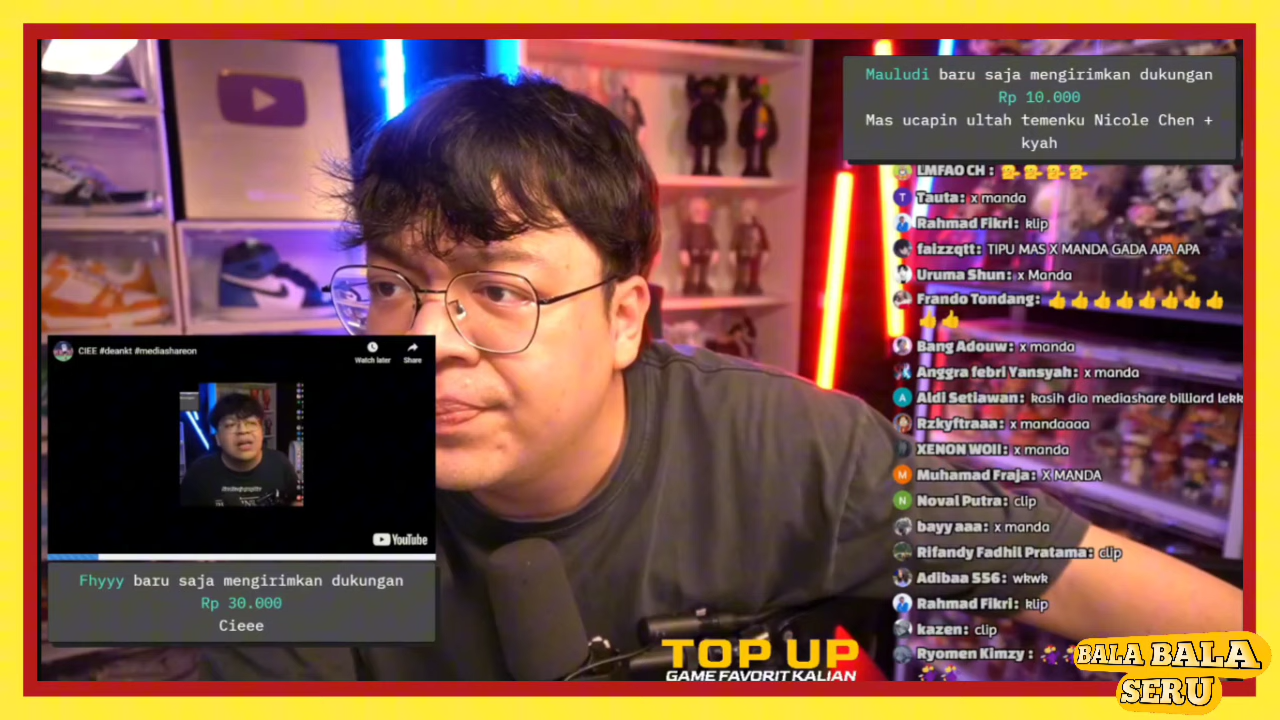 Mauludi baru saja mengirimkan dukungan
Rp 10.000
Mas ucapin ultah temenku Nicole Chen +
kyah
LMFAO CH :
Tauta: x manda
Rahmad Fikri: klip
faizzqtt: TIPU MAS X MANDA GADA APA APA
Uruma Shun: x Manda
Frando Tondang:
Bang Adouw: x manda
Anggra febri Yansyah: x manda
Aldi Setiawan: kasih dia mediashare billiard lekk
Rzkyftraaa: x mandaaaa
XENON WOII: x manda
Muhamad Fraja: X MANDA
Noval Putra: clip
bayy aaa: x manda
Rifandy Fadhil Pratama: clip
Adibaa 556: wkwk
Rahmad Fikri: klip
kazen: clip
Ryomen Kimzy :
CIEE #deankt #mediashareon
Watch later
Share
YouTube
Fhyyy baru saja mengirimkan dukungan
Rp 30.000
Cieee
TOP UP
GAME FAVORIT KALIAN
BALA BALA
SERU